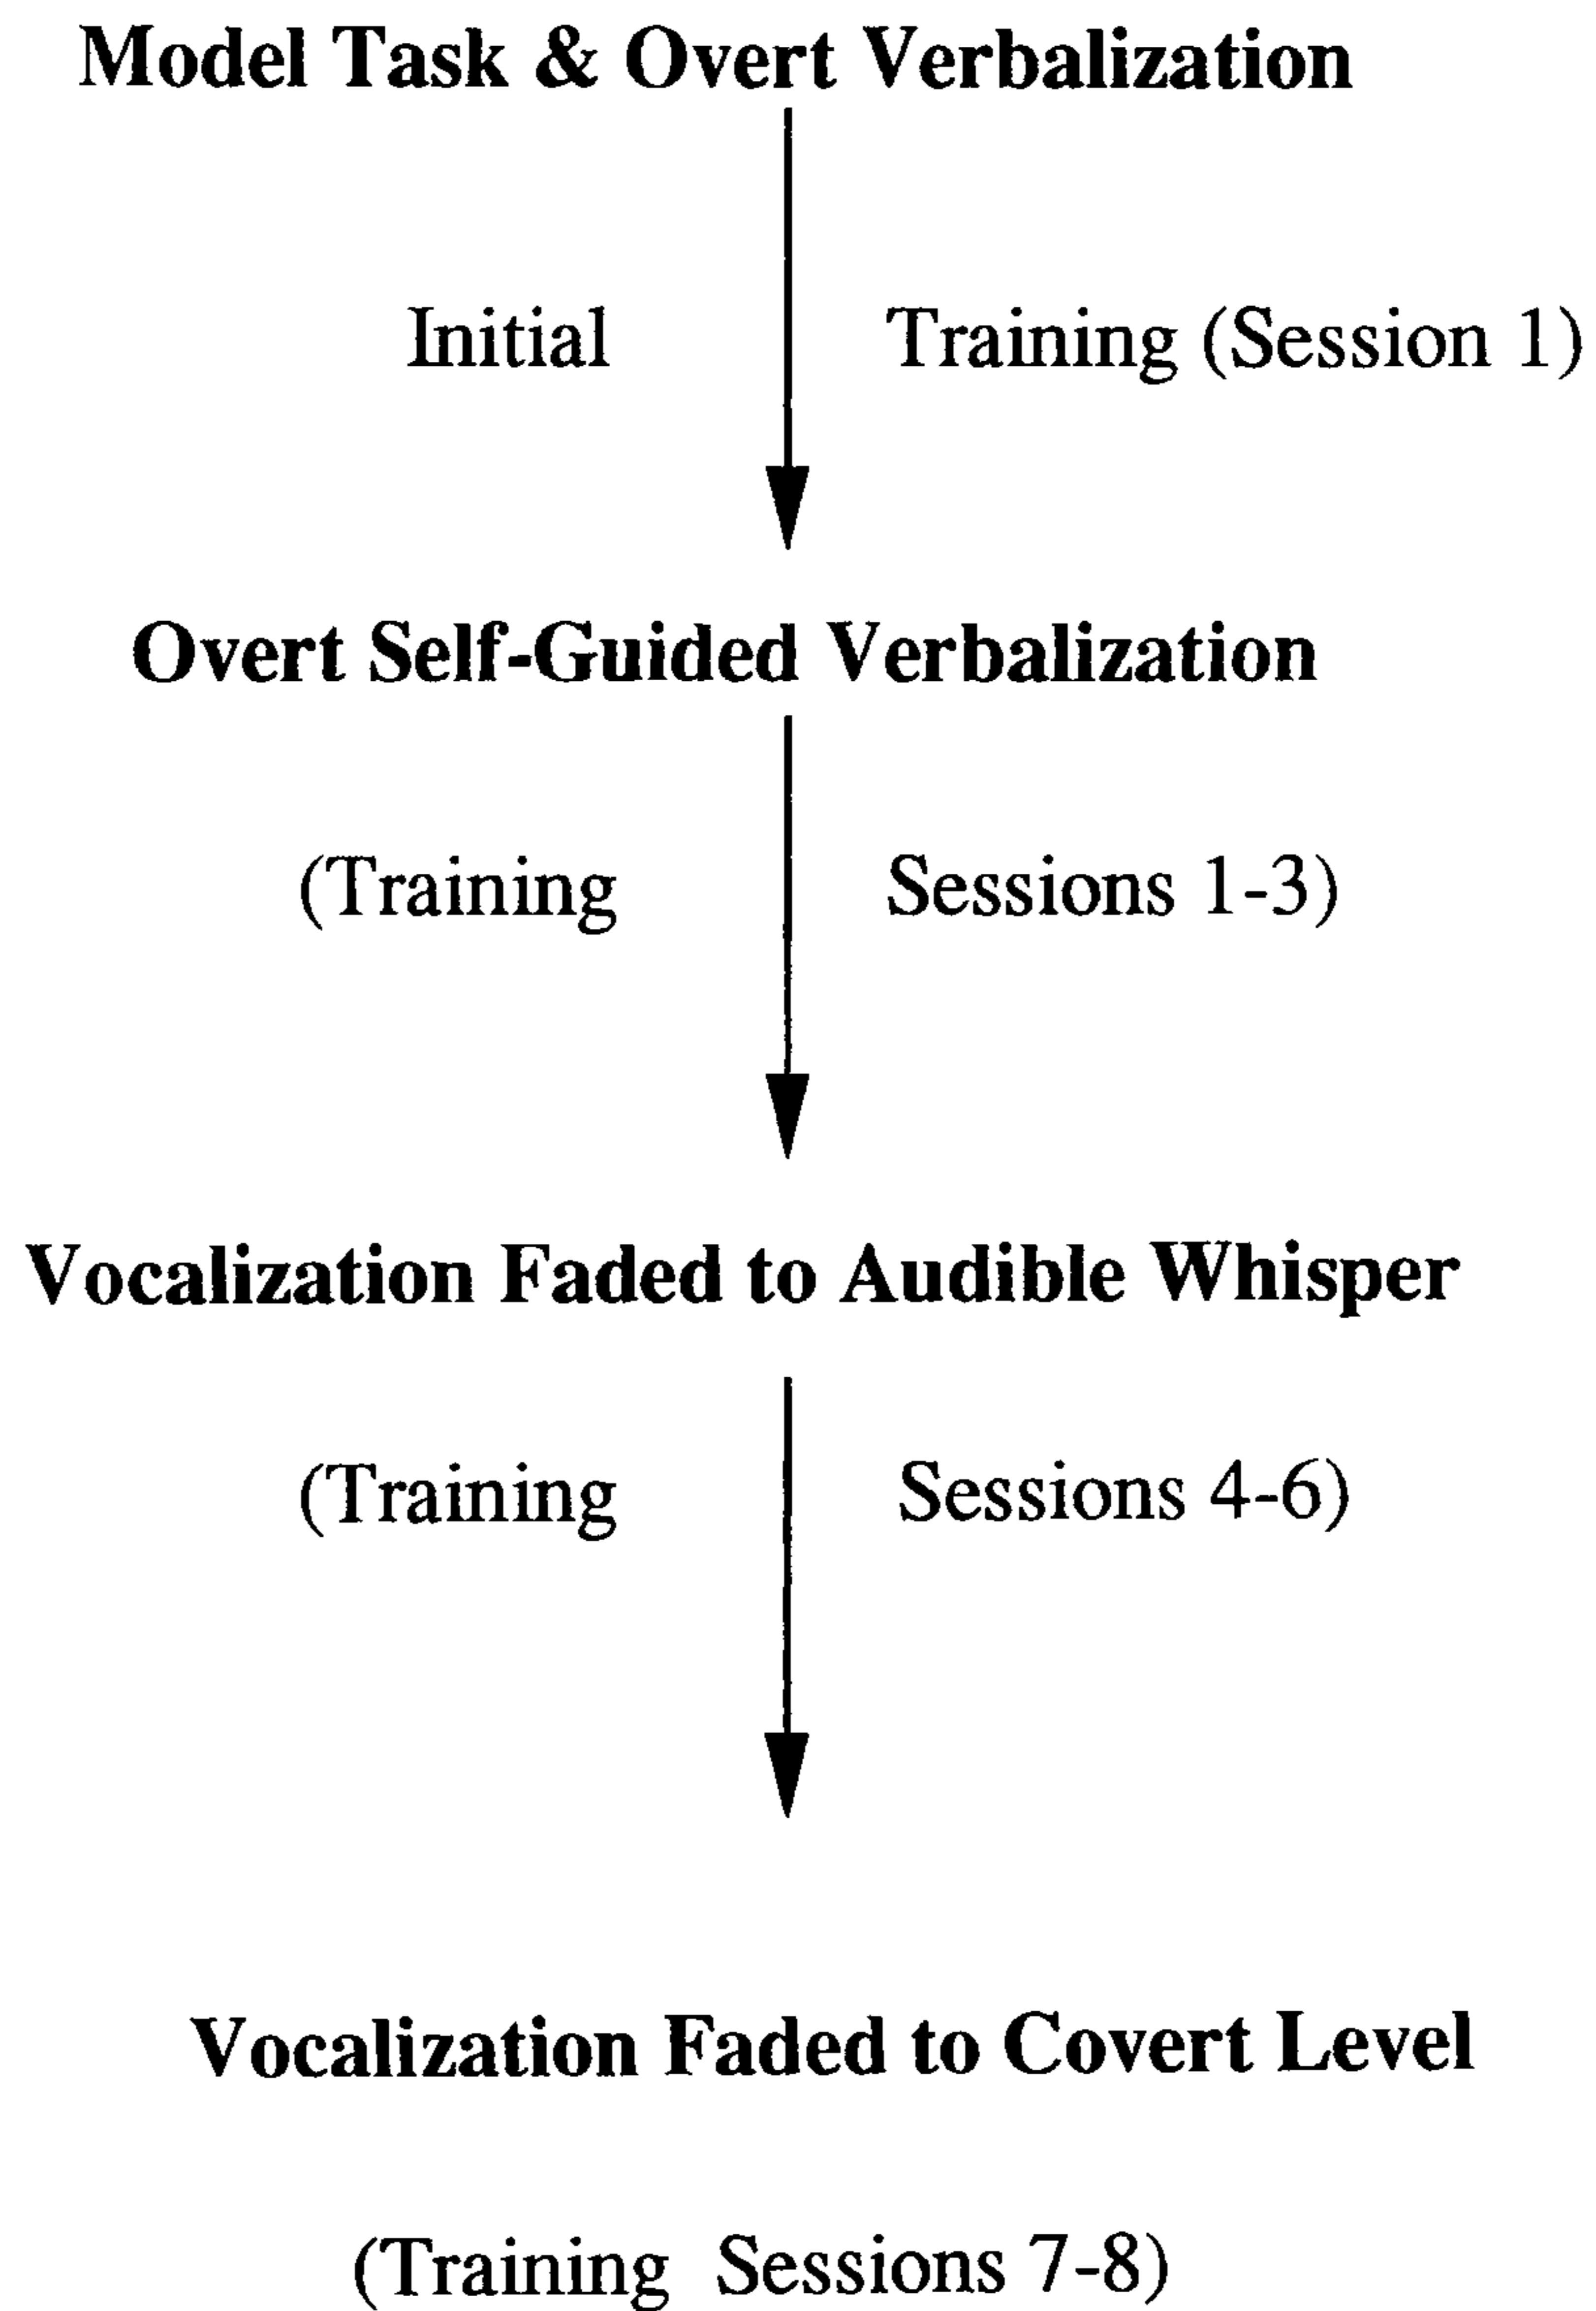 Model Task & Overt Verbalization
Initial Training (Session 1)
Overt Self-Guided Verbalization
(Training Sessions 1-3)
Vocalization Faded to Audible Whisper
(Training Sessions 4-6)
Vocalization Faded to Covert Level
(Training Sessions 7-8)